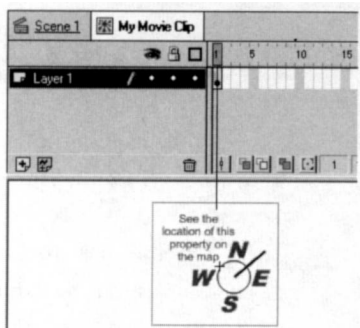 Scene 1 My Movie Clip
1 5 10 15
Layer 1
1
See the
location of this
property on
the map
N
W E
S